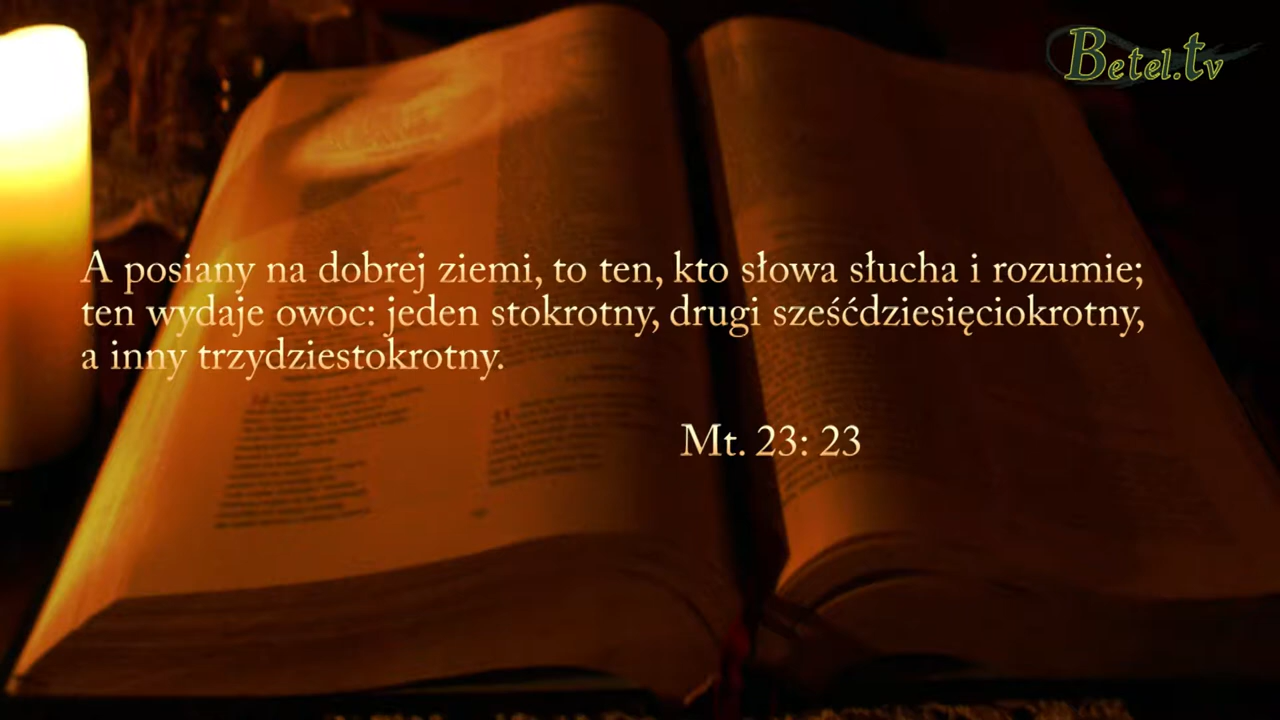 Betel.tv
A posiany na dobrej ziemi, to ten, kto słowa słucha i rozumie;
ten wydaje owoc: jeden stokrotny, drugi sześćdziesięciokrotny,
a inny trzydziestokrotny.
Mt. 23: 23